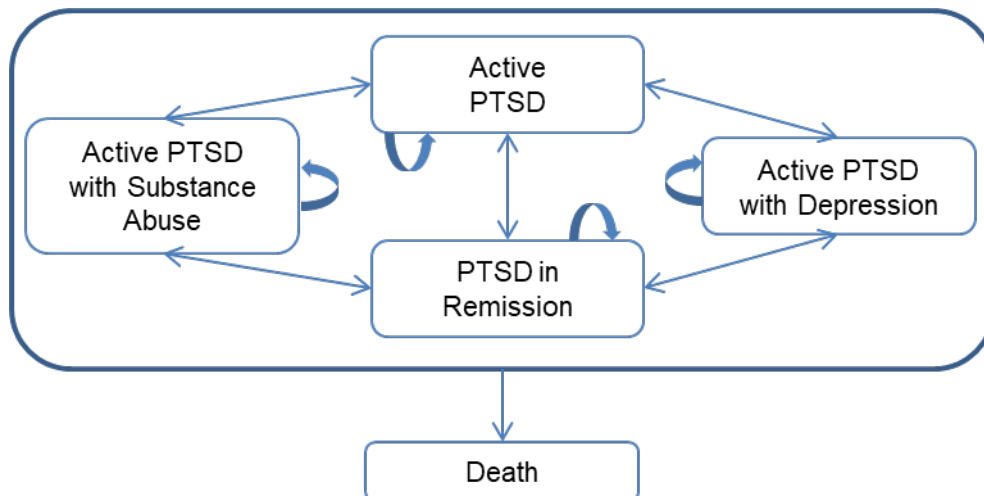 Active
PTSD
Active PTSD
with Substance
Abuse
Active PTSD
with Depression
PTSD in
Remission
Death